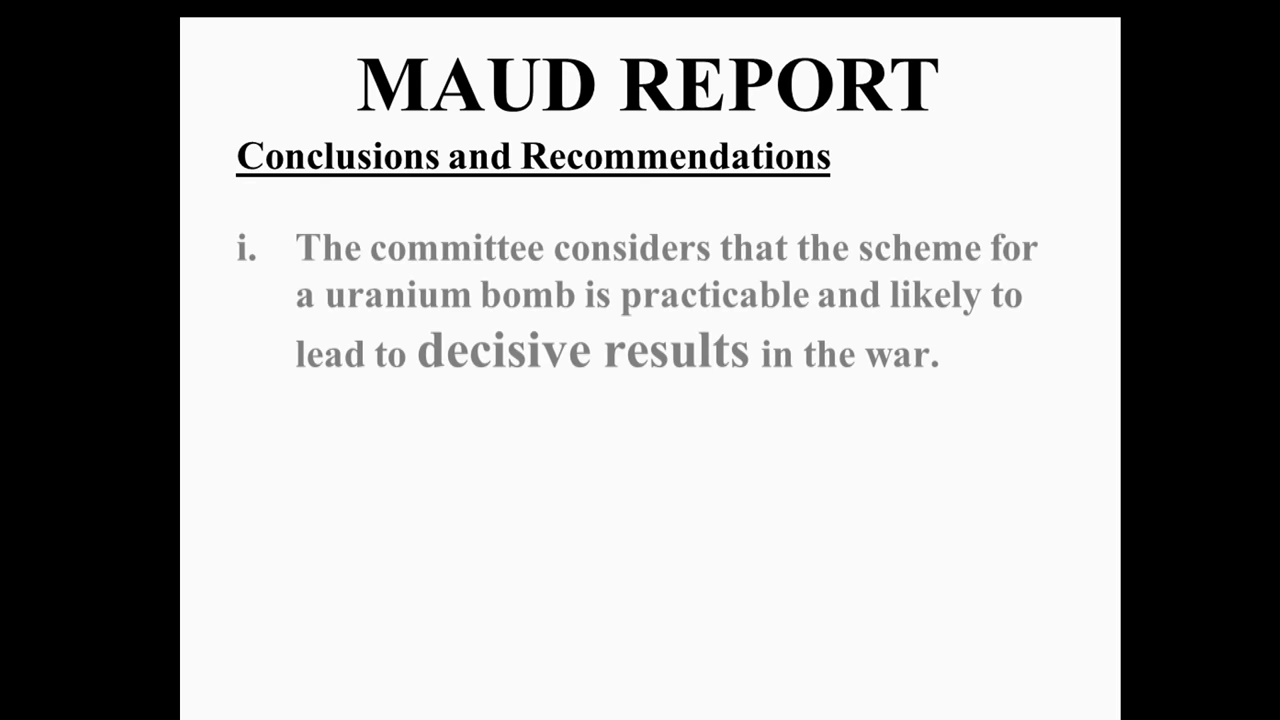 MAUD REPORT
Conclusions and Recommendations
i. The committee considers that the scheme for
a uranium bomb is practicable and likely to
lead to decisive results in the war.